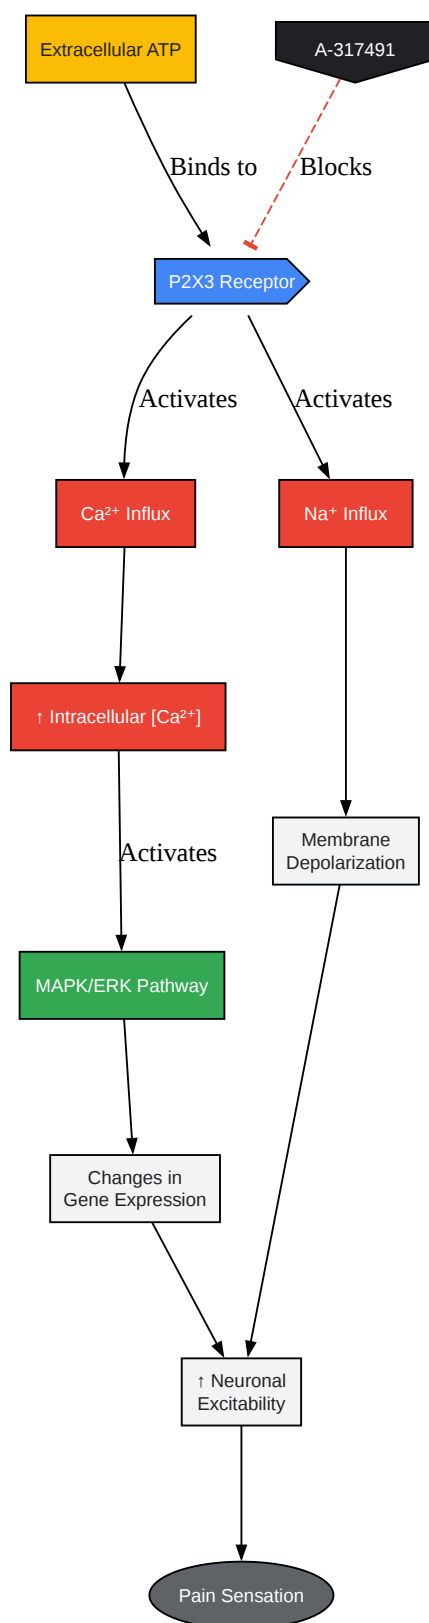 Extracellular ATP
A-317491
Binds to
Blocks
P2X3 Receptor
Activates
Activates
Ca²⁺ Influx
Na⁺ Influx
↑ Intracellular [Ca²⁺]
Membrane
Depolarization
Activates
MAPK/ERK Pathway
Changes in
Gene Expression
↑ Neuronal
Excitability
Pain Sensation